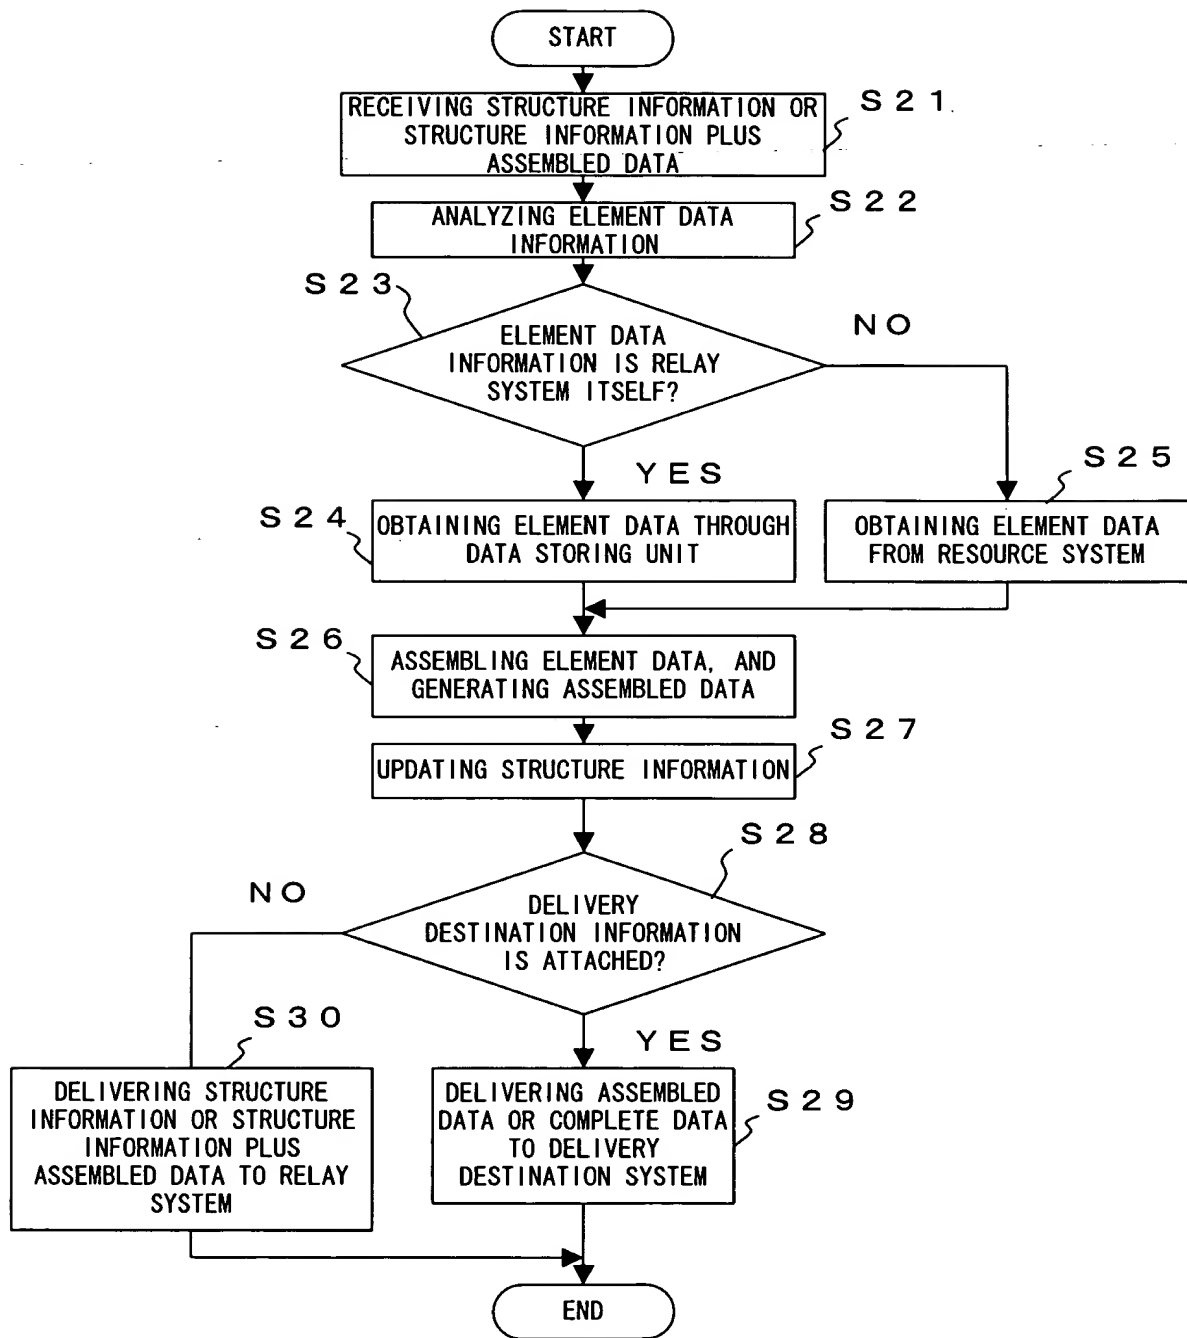 START
RECEIVING STRUCTURE INFORMATION OR
STRUCTURE INFORMATION PLUS
ASSEMBLED DATA
S21
ANALYZING ELEMENT DATA
INFORMATION
S22
S23
ELEMENT DATA
INFORMATION IS RELAY
SYSTEM ITSELF?
NO
YES
S24
OBTAINING ELEMENT DATA THROUGH
DATA STORING UNIT
S25
OBTAINING ELEMENT DATA
FROM RESOURCE SYSTEM
S26
ASSEMBLING ELEMENT DATA, AND
GENERATING ASSEMBLED DATA
S27
UPDATING STRUCTURE INFORMATION
S28
DELIVERY
DESTINATION INFORMATION
IS ATTACHED?
NO
YES
S30
DELIVERING STRUCTURE
INFORMATION OR STRUCTURE
INFORMATION PLUS
ASSEMBLED DATA TO RELAY
SYSTEM
DELIVERING ASSEMBLED
DATA OR COMPLETE DATA
TO DELIVERY
DESTINATION SYSTEM
S29
END